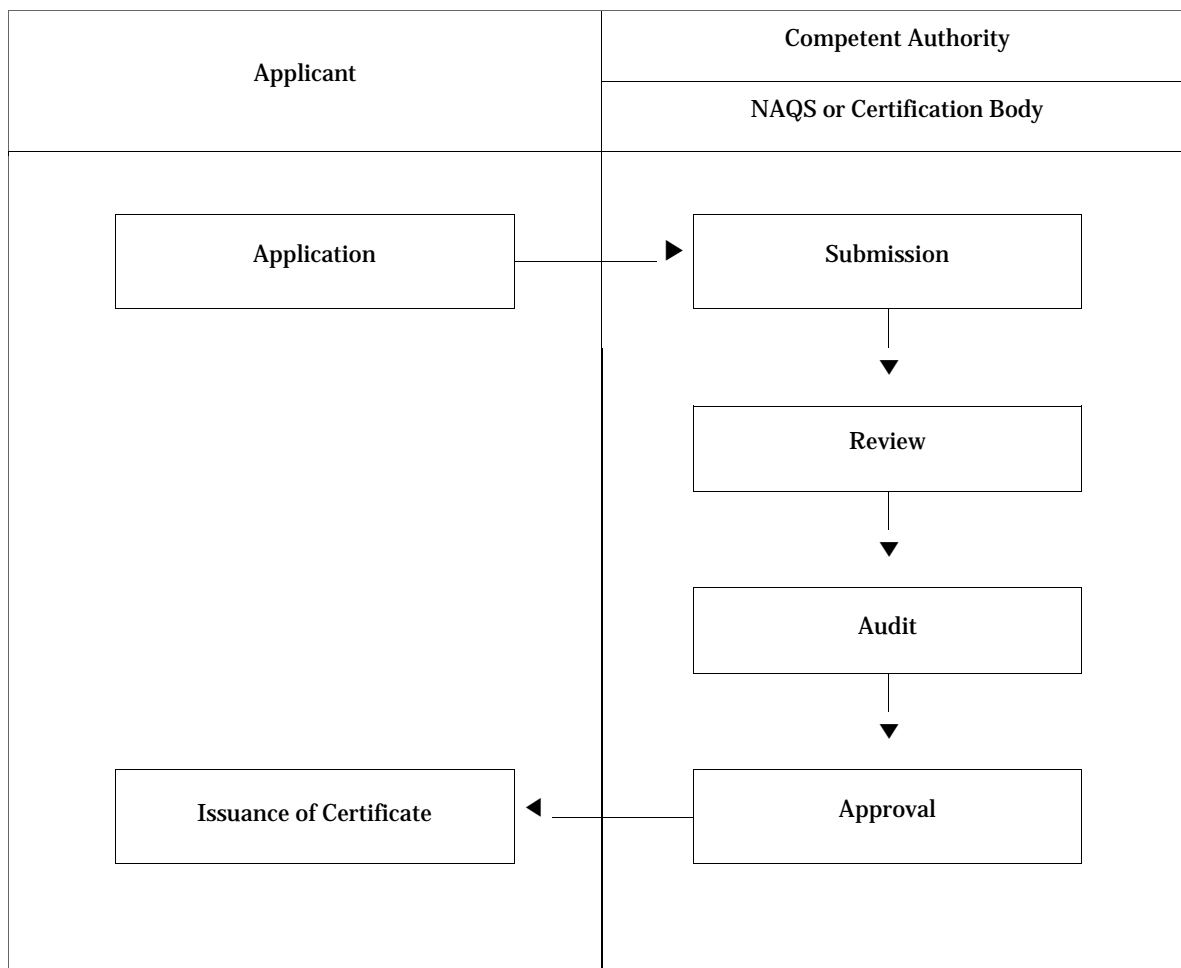 Applicant
Competent Authority
NAQS or Certification Body
Application
Submission
Review
Audit
Approval
Issuance of Certificate